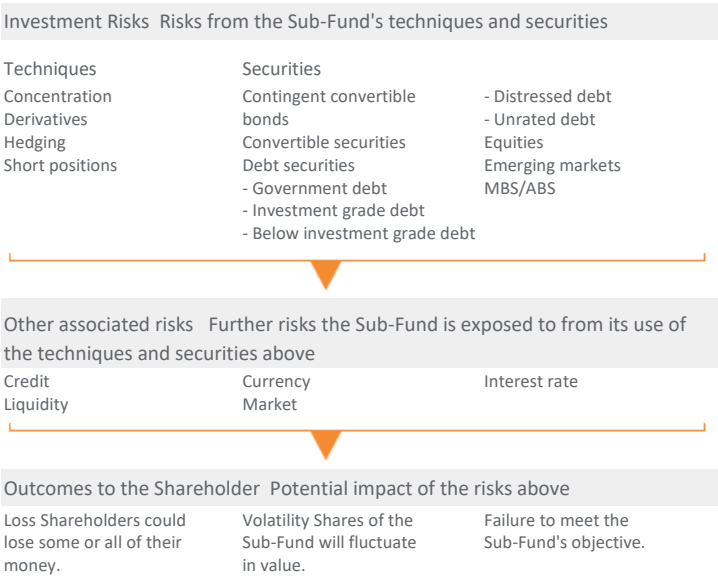 Investment Risks Risks from the Sub-Fund's techniques and securities
Techniques
Concentration
Derivatives
Hedging
Short positions
Securities
Contingent convertible
bonds
Convertible securities
Debt securities
- Government debt
- Investment grade debt
- Below investment grade debt
- Distressed debt
- Unrated debt
Equities
Emerging markets
MBS/ABS
Other associated risks Further risks the Sub-Fund is exposed to from its use of
the techniques and securities above
Credit
Liquidity
Currency
Market
Interest rate
Outcomes to the Shareholder Potential impact of the risks above
Loss Shareholders could
lose some or all of their
money.
Volatility Shares of the
Sub-Fund will fluctuate
in value.
Failure to meet the
Sub-Fund's objective.